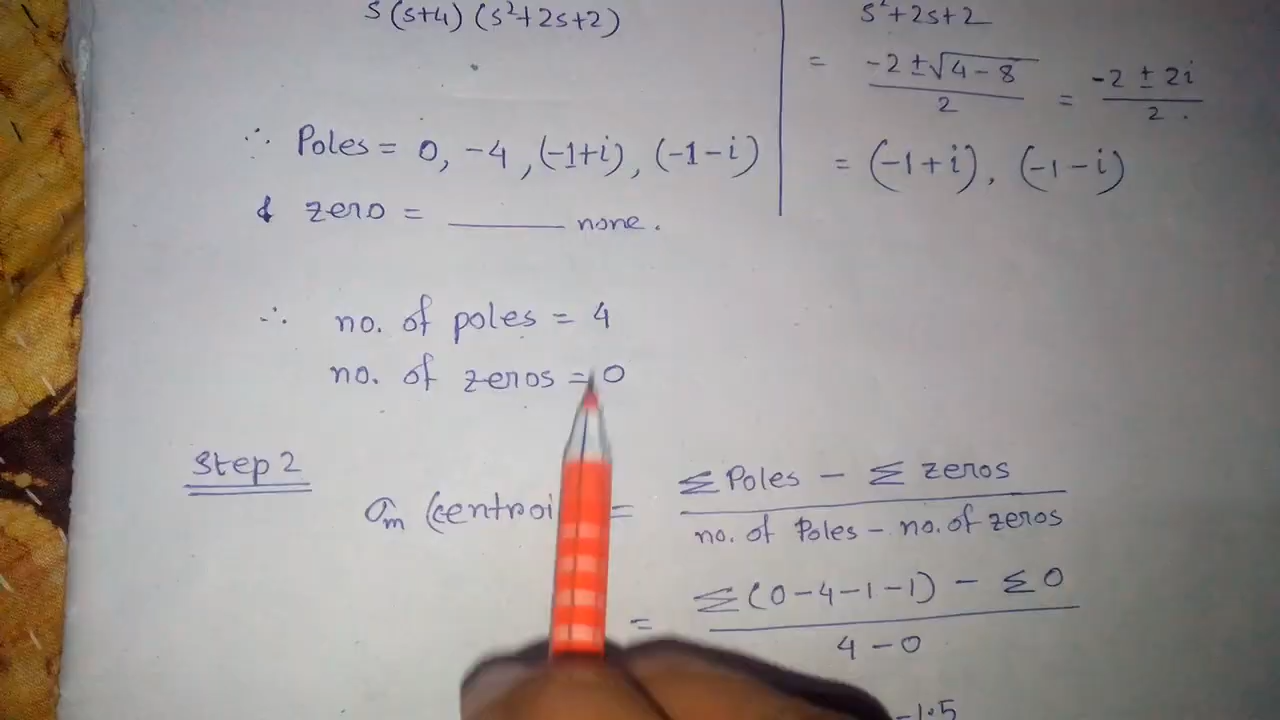 s(s+4)(s²+2s+2)
∴ Poles = 0, -4, (-1+i), (-1-i)
& zero = ______ none.
s²+2s+2
= -2 ± √4-8 / 2 = -2 ± 2i / 2.
= (-1+i), (-1-i)
∴ no. of poles = 4
no. of zeros = 0
Step 2
σm (centroi = Σ Poles - Σ zeros / no. of Poles - no. of zeros
= Σ(0-4-1-1) - Σ0 / 4-0
-1.5